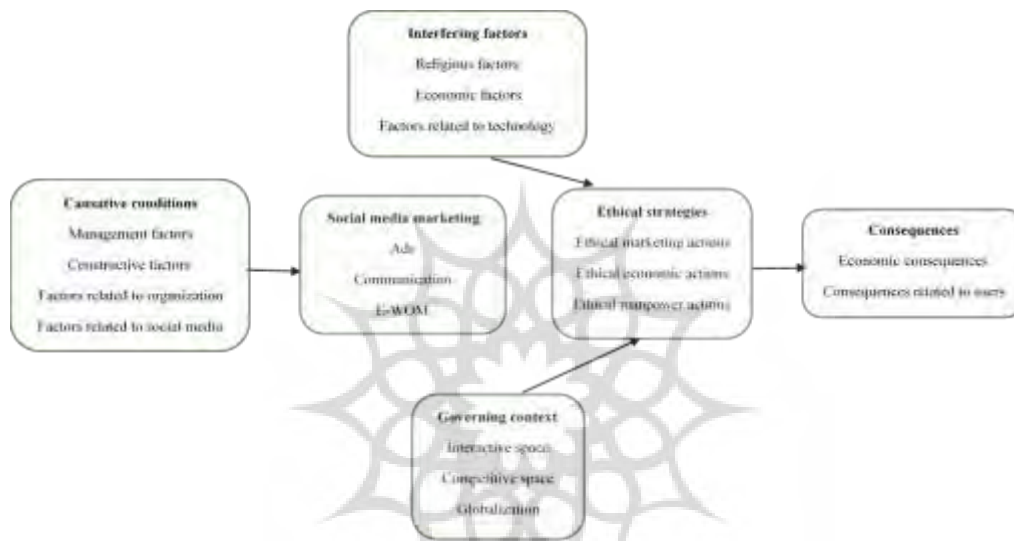 Interfering factors
Religious factors
Economic factors
Factors related to technology
Causative conditions
Management factors
Constructive factors
Factors related to organization
Factors related to social media
Social media marketing
Ads
Communication
E-WOM
Ethical strategies
Ethical marketing actions
Ethical economic actions
Ethical manpower actions
Consequences
Economic consequences
Consequences related to users
Governing context
Interactive space
Competitive space
Globalization